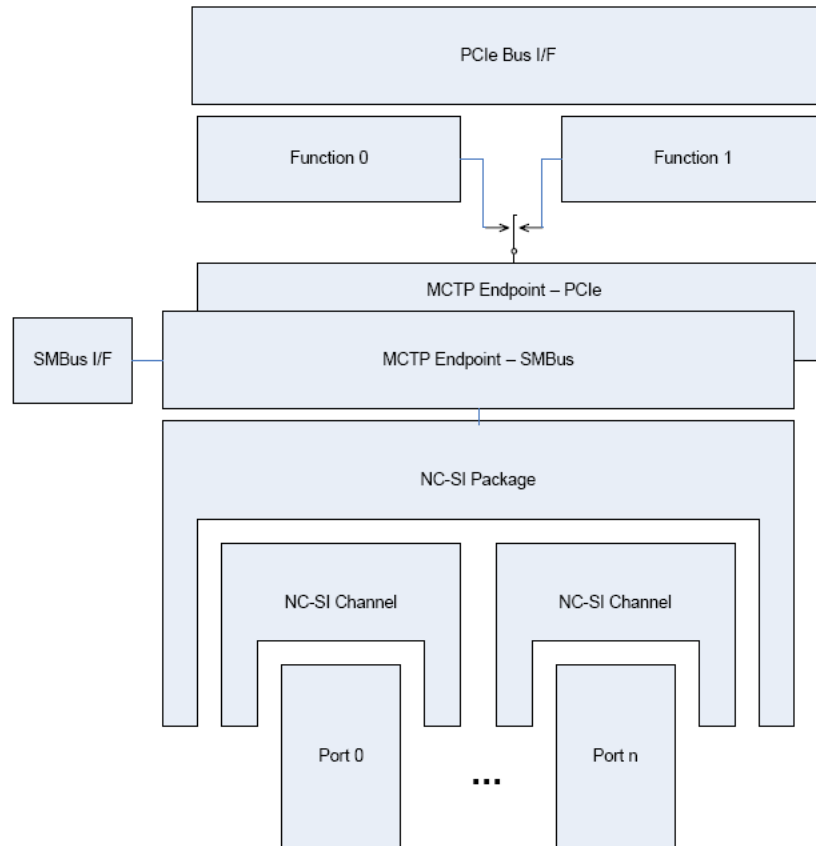 PCIe Bus I/F
Function 0
Function 1
MCTP Endpoint – PCIe
SMBus I/F
MCTP Endpoint – SMBus
NC-SI Package
NC-SI Channel
NC-SI Channel
Port 0
...
Port n